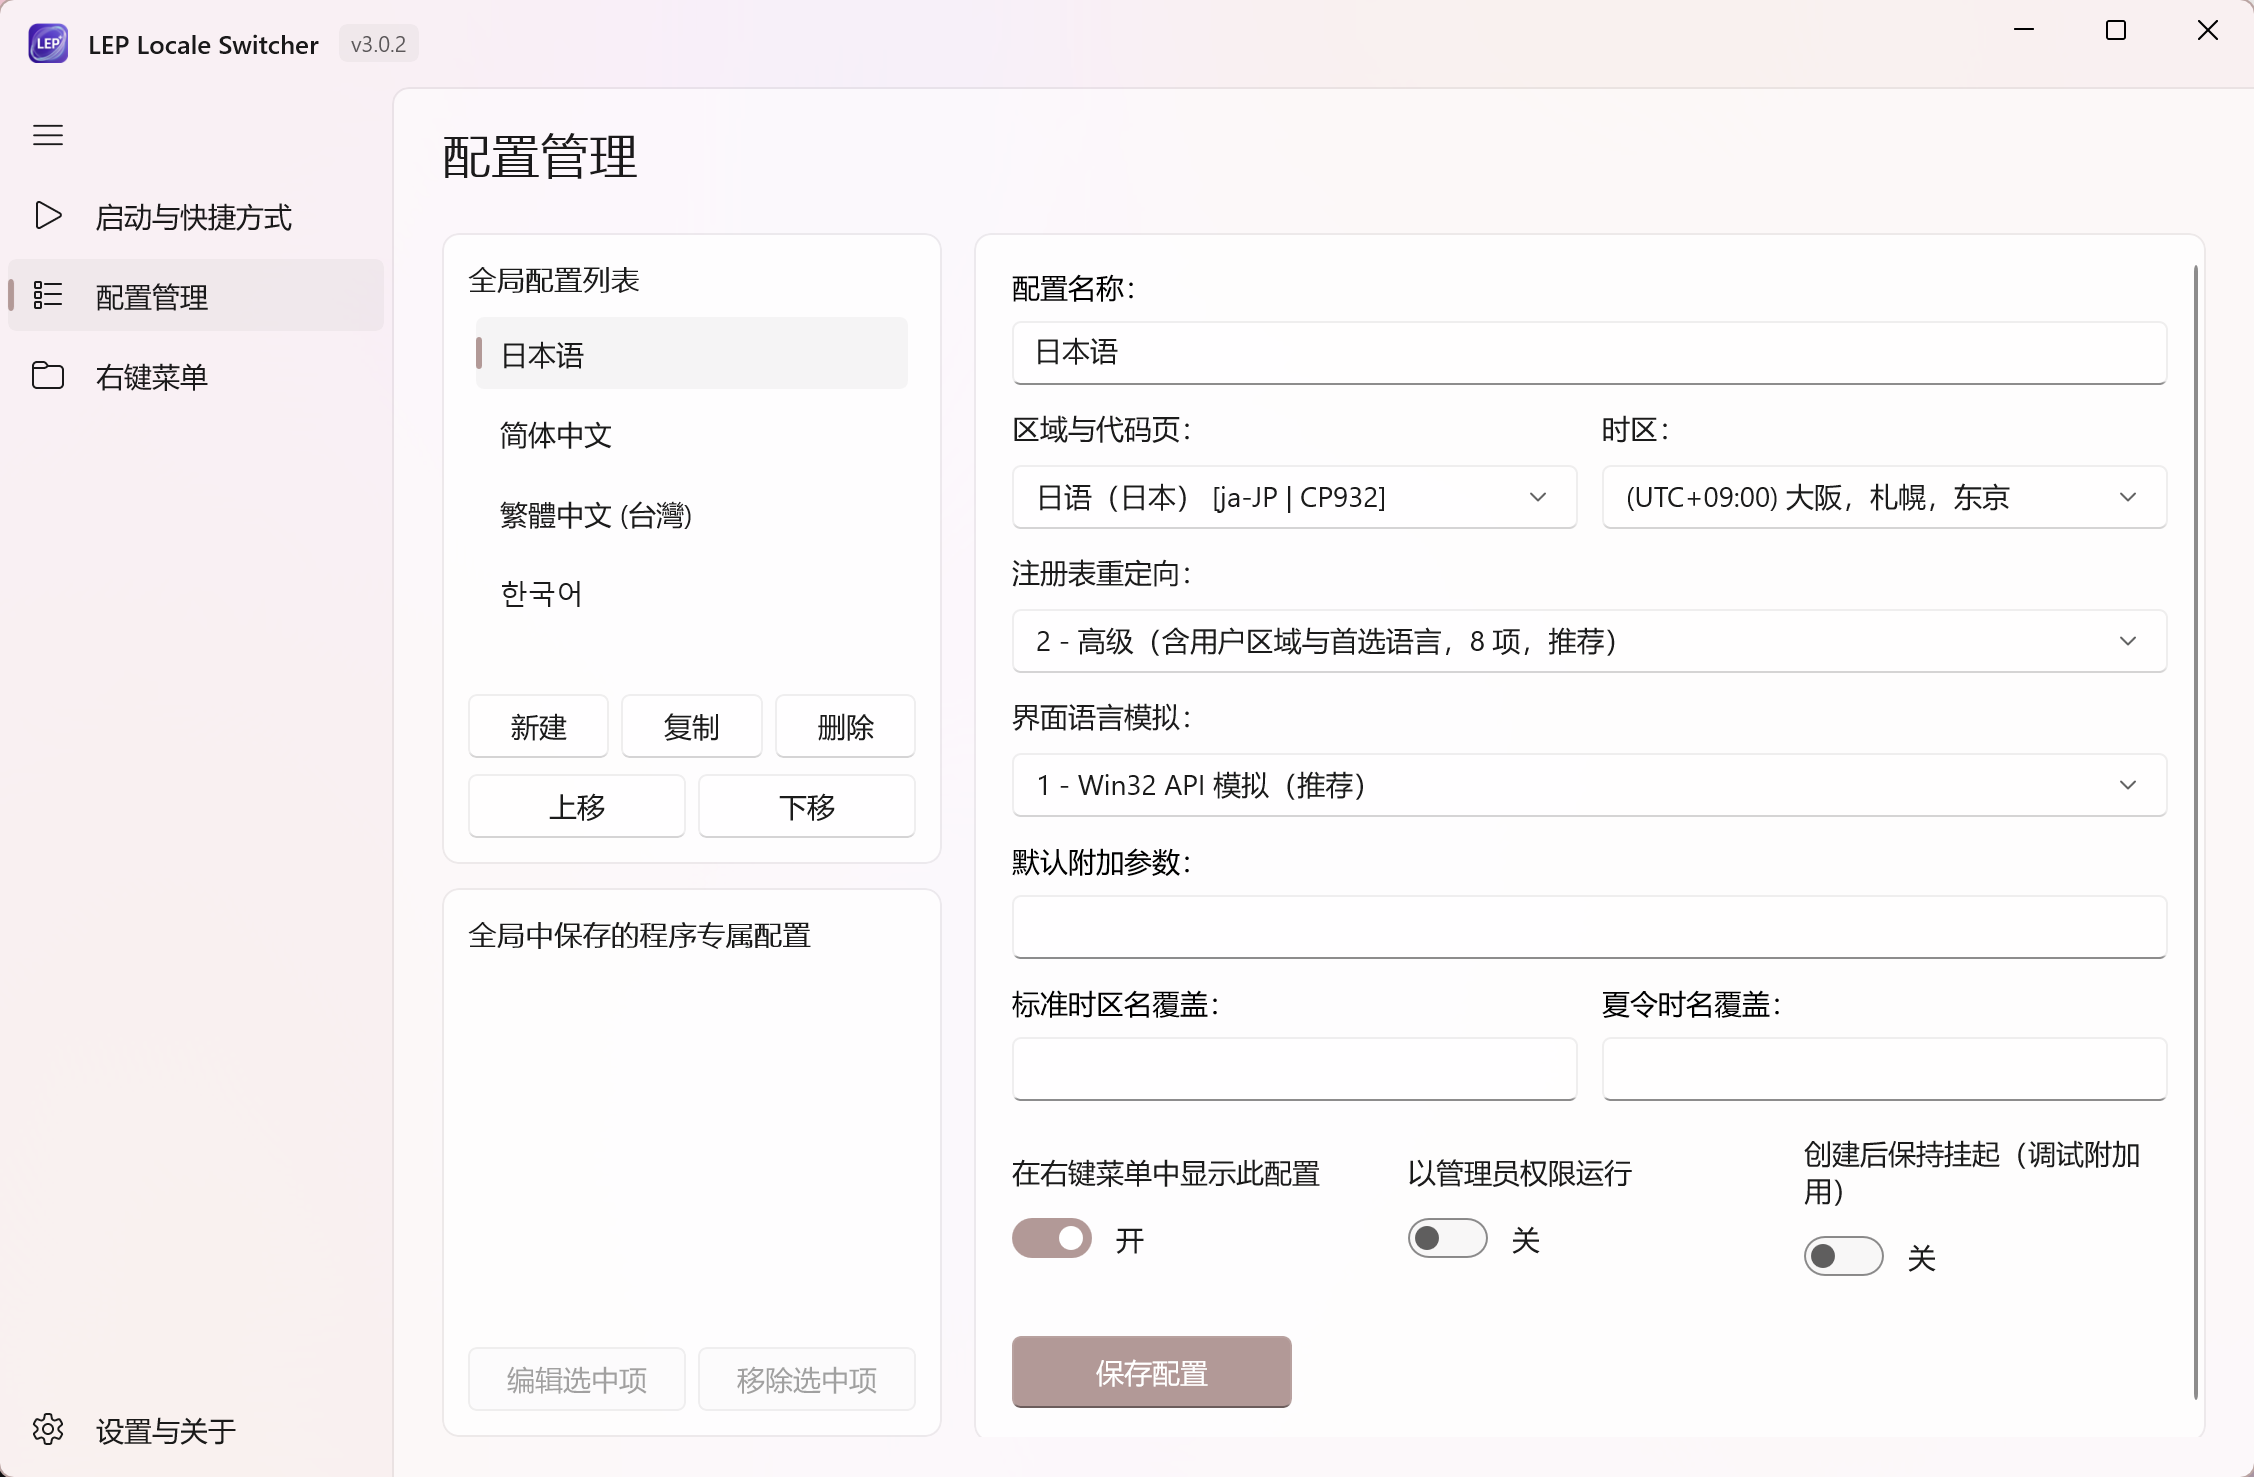 LEP
LEP Locale Switcher
v3.0.2
启动与快捷方式
配置管理
右键菜单
设置与关于
配置管理
全局配置列表
日本语
简体中文
繁體中文 (台灣)
한국어
新建
复制
删除
上移
下移
全局中保存的程序专属配置
编辑选中项
移除选中项
配置名称：
日本语
区域与代码页：
时区：
日语（日本） [ja-JP | CP932]
(UTC+09:00) 大阪，札幌，东京
注册表重定向：
2 - 高级（含用户区域与首选语言，8 项，推荐）
界面语言模拟：
1 - Win32 API 模拟（推荐）
默认附加参数：
标准时区名覆盖：
夏令时名覆盖：
在右键菜单中显示此配置
开
以管理员权限运行
关
创建后保持挂起（调试附加
用）
关
保存配置